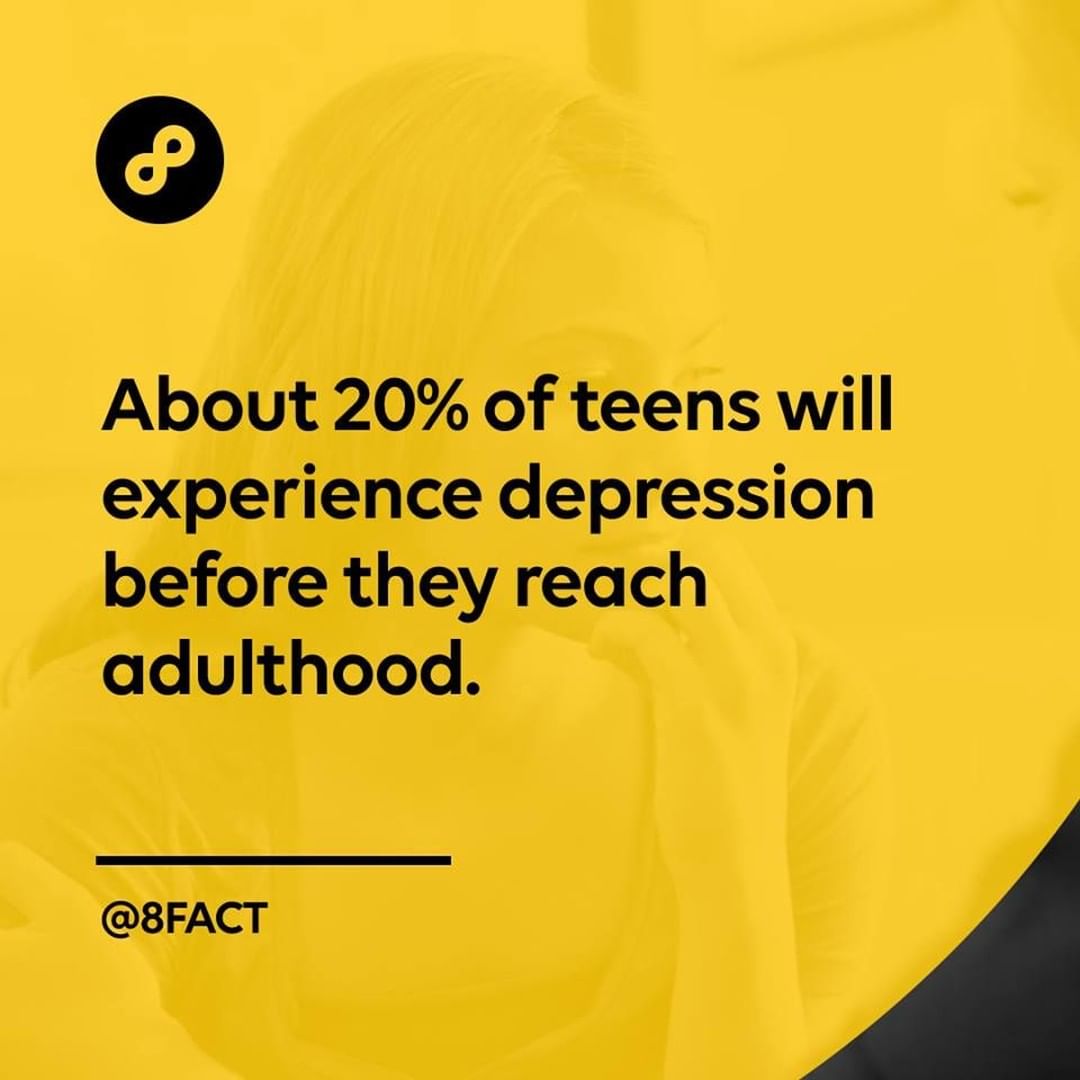 About 20% of teens will
experience depression
before they reach
adulthood.
@8FACT